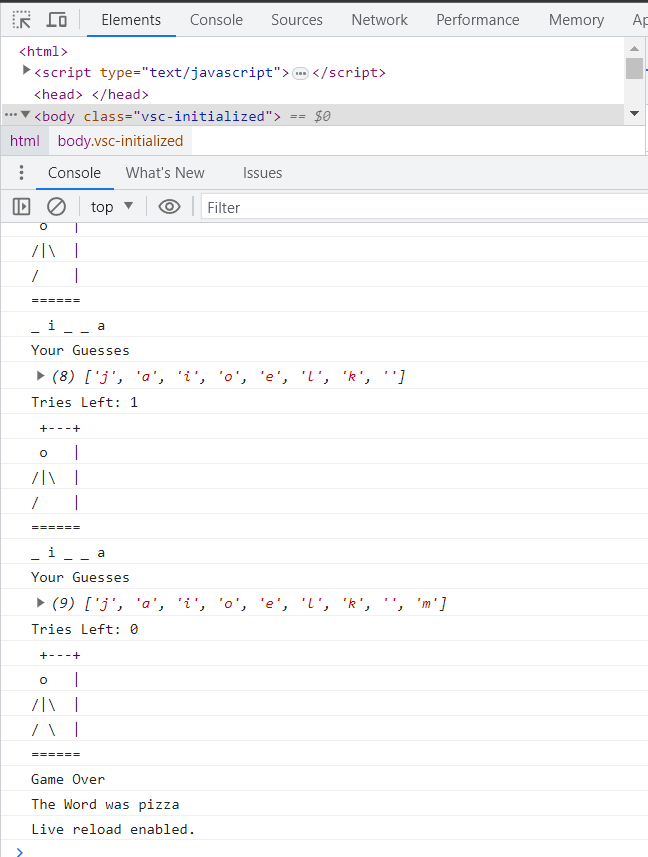 Elements Console Sources Network Performance Memory Ap
<html>
<script type="text/javascript">…</script>
<head> </head>
…<body class="vsc-initialized"> == $0
html body.vsc-initialized
Console What's New Issues
top Filter
o |
/|\ |
/ |
======
_ i _ _ a
Your Guesses
(8) ['j', 'a', 'i', 'o', 'e', 'l', 'k', '']
Tries Left: 1
+---+
o |
/|\ |
/ |
======
_ i _ _ a
Your Guesses
(9) ['j', 'a', 'i', 'o', 'e', 'l', 'k', '', 'm']
Tries Left: 0
+---+
o |
/|\ |
/ \ |
======
Game Over
The Word was pizza
Live reload enabled.
>